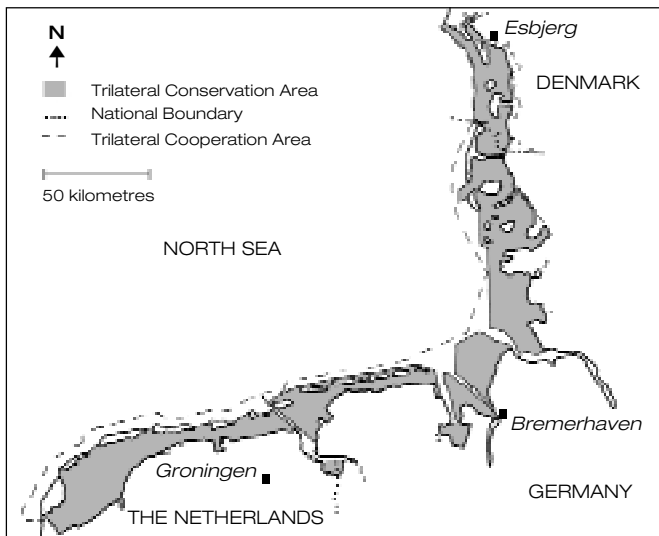 N
Esbjerg
DENMARK
Trilateral Conservation Area
National Boundary
Trilateral Cooperation Area
50 kilometres
NORTH SEA
Bremerhaven
Groningen
GERMANY
THE NETHERLANDS